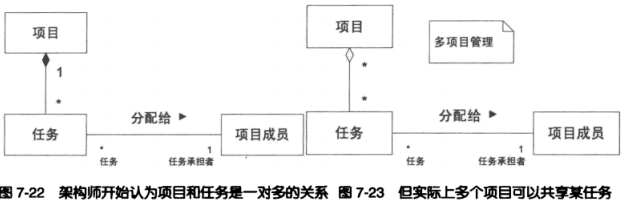 项目
1
*
任务
分配给 ►
项目成员
*
任务
1
任务承担者
图 7-22 架构师开始认为项目和任务是一对多的关系
项目
多项目管理
*
*
任务
分配给 ►
项目成员
*
任务
1
任务承担者
图 7-23 但实际上多个项目可以共享某任务